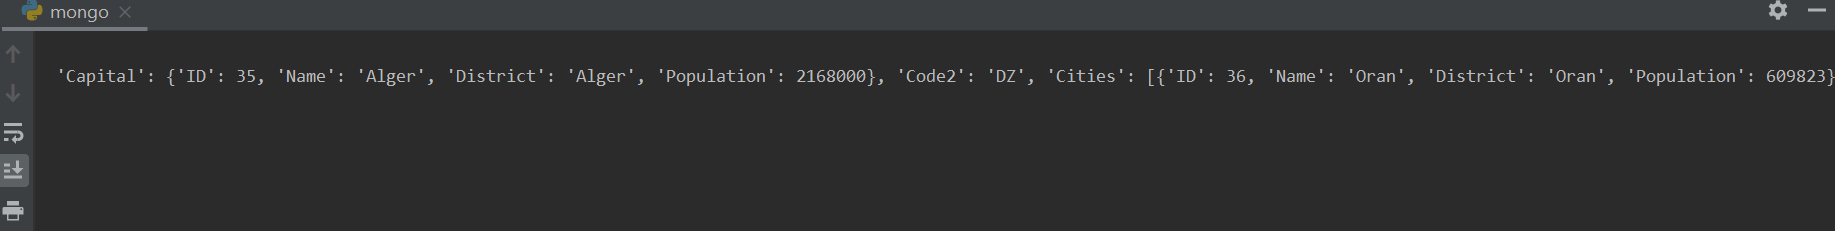 mongo
'Capital': {'ID': 35, 'Name': 'Alger', 'District': 'Alger', 'Population': 2168000}, 'Code2': 'DZ', 'Cities': [{'ID': 36, 'Name': 'Oran', 'District': 'Oran', 'Population': 609823}